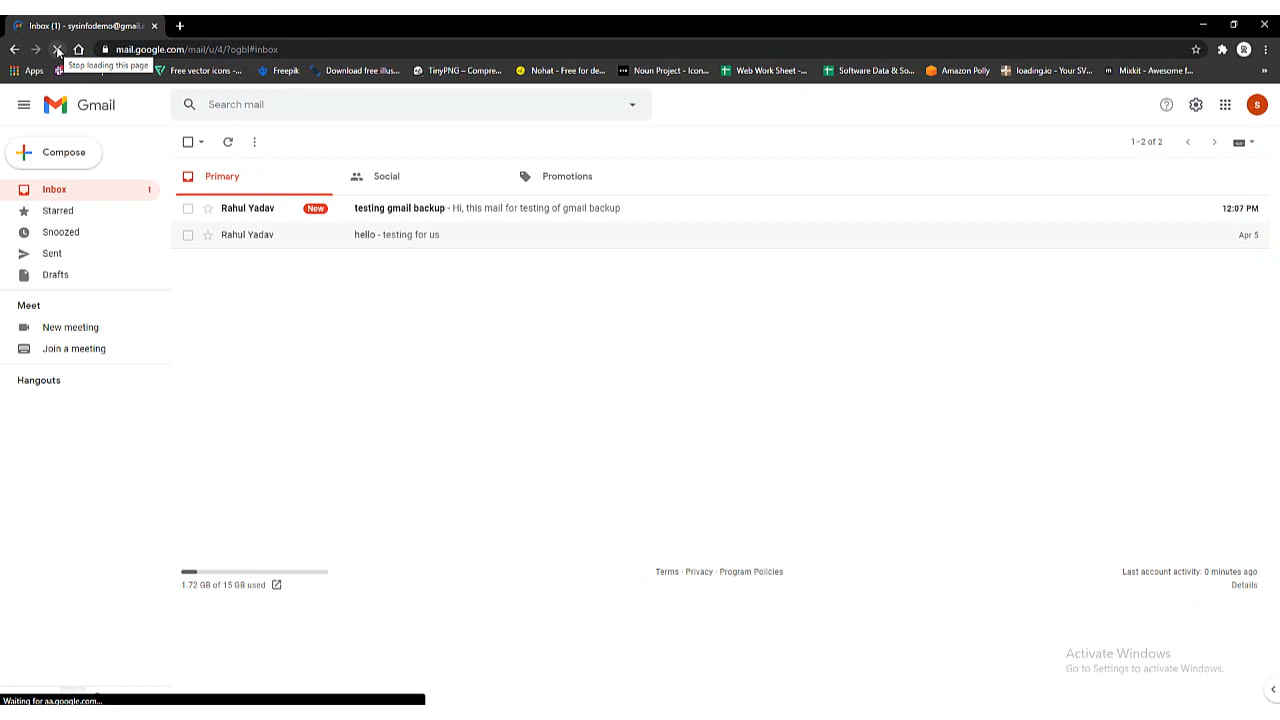 Inbox (1) - sysinfodemo@gmail.c
mail.google.com/mail/u/4/?ogbl#inbox
Stop loading this page
Apps
Free vector icons -...
Freepik
Download free illus...
TinyPNG – Compre...
Nohat - Free for de...
Noun Project - Icon...
Web Work Sheet -...
Software Data & So...
Amazon Polly
loading.io - Your SV...
Mixkit - Awesome f...
»
Gmail
Search mail
S
Compose
1–2 of 2
Primary
Social
Promotions
Inbox 1
Starred
Snoozed
Sent
Drafts
Rahul Yadav New testing gmail backup - Hi, this mail for testing of gmail backup 12:07 PM
Rahul Yadav hello - testing for us Apr 5
Meet
New meeting
Join a meeting
Hangouts
1.72 GB of 15 GB used
Terms · Privacy · Program Policies
Last account activity: 0 minutes ago
Details
Activate Windows
Go to Settings to activate Windows.
Waiting for aa.google.com...